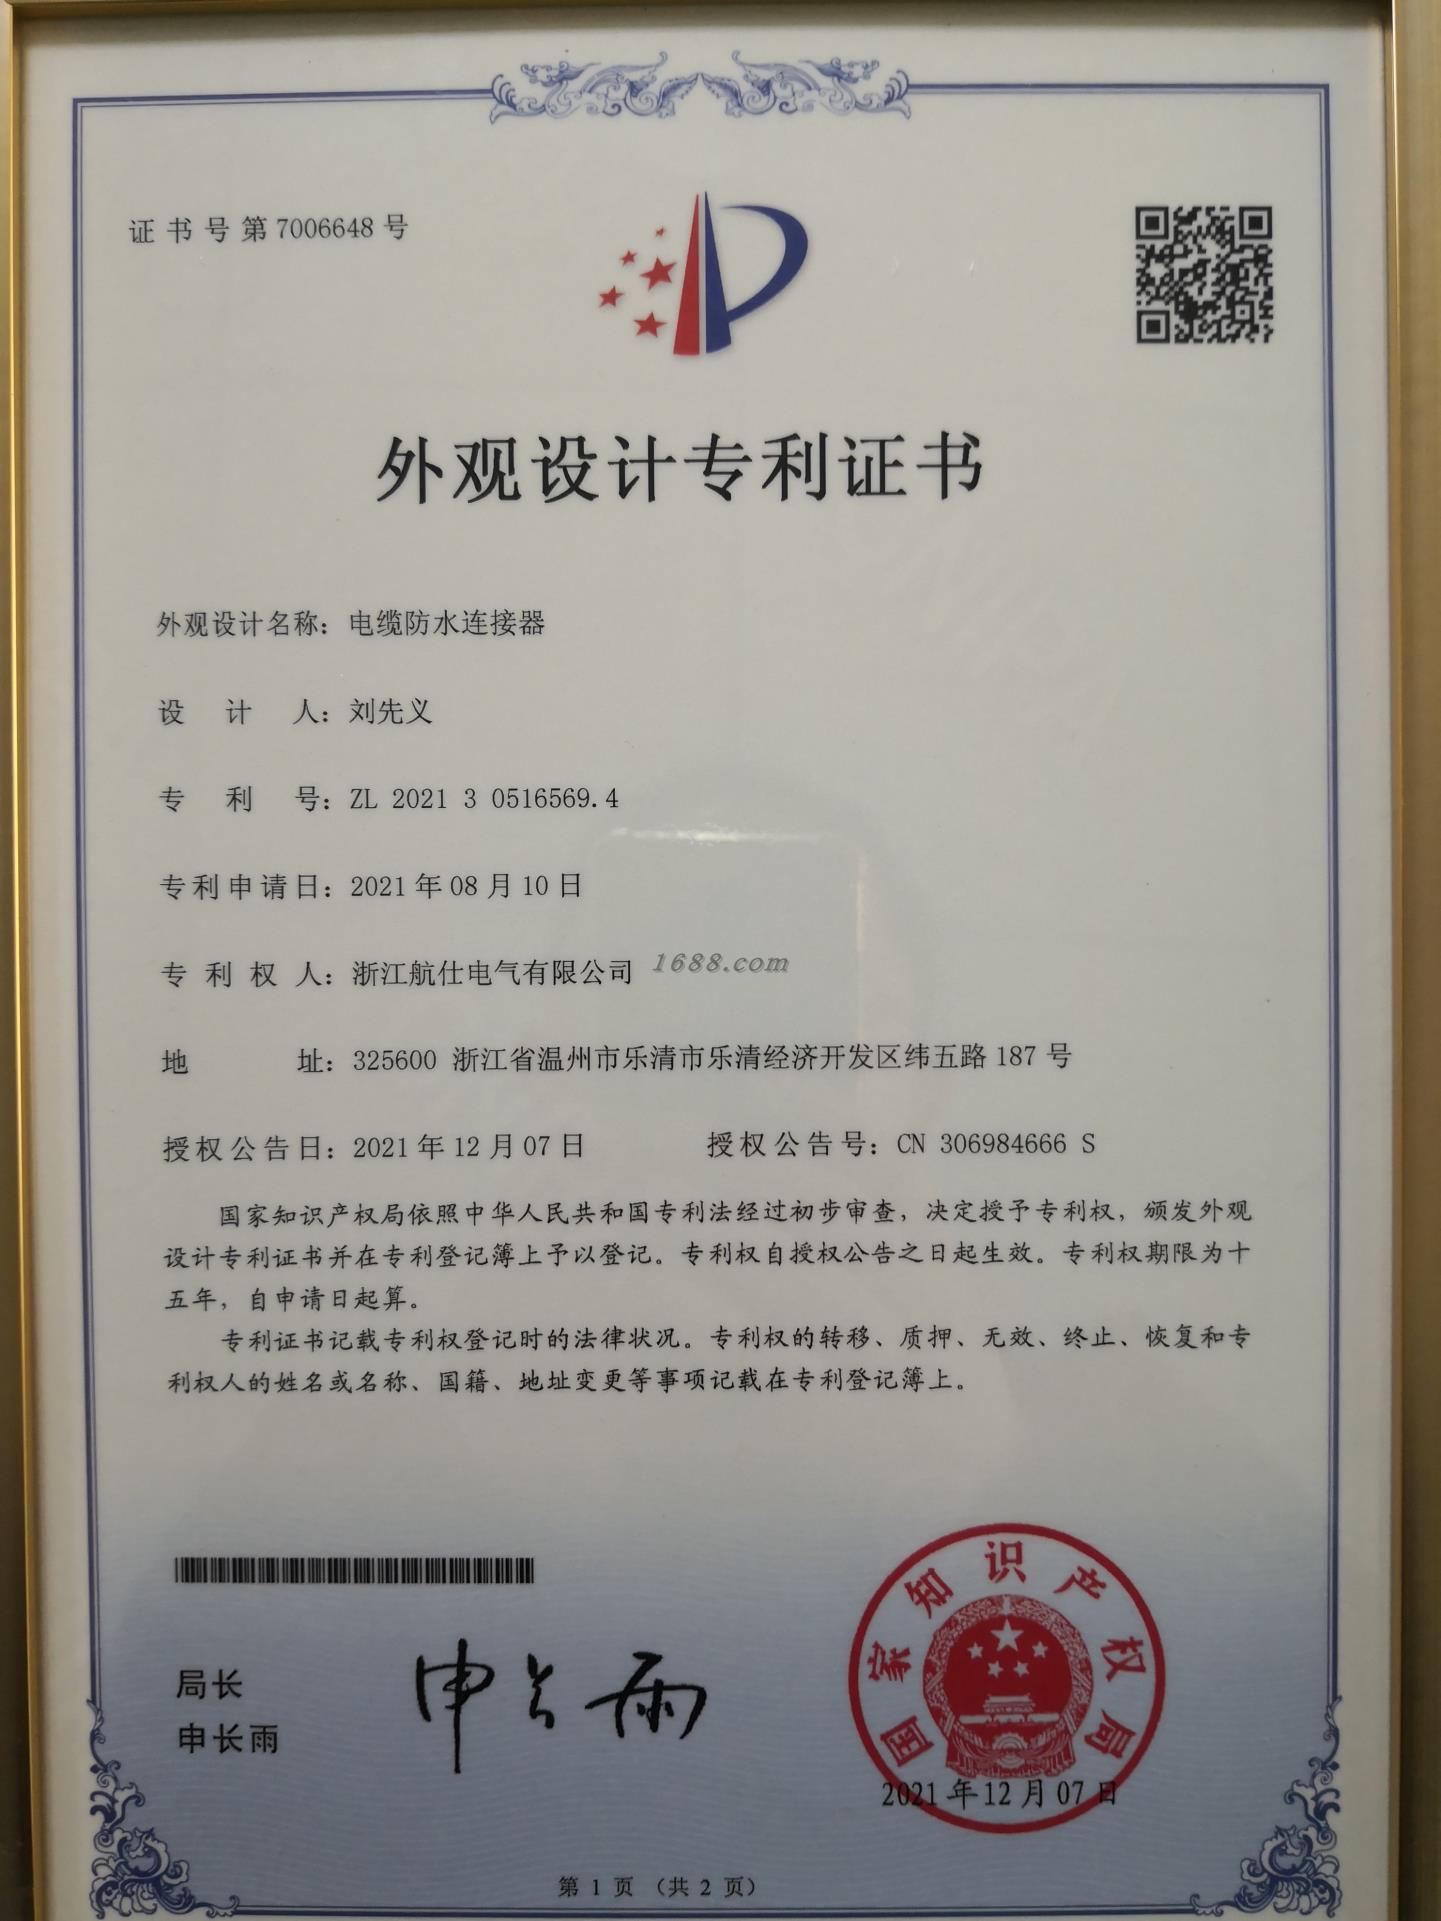 证书号第7006648号
外观设计专利证书
外观设计名称：电缆防水连接器
设计人：刘先义
专利号：ZL 2021 3 0516569.4
专利申请日：2021年08月10日
专利权人：浙江航仕电气有限公司
1688.com
地址：325600 浙江省温州市乐清市乐清经济开发区纬五路187号
授权公告日：2021年12月07日 授权公告号：CN 306984666 S
国家知识产权局依照中华人民共和国专利法经过初步审查，决定授予专利权，颁发外观
设计专利证书并在专利登记簿上予以登记。专利权自授权公告之日起生效。专利权期限为十
五年，自申请日起算。
专利证书记载专利权登记时的法律状况。专利权的转移、质押、无效、终止、恢复和专
利权人的姓名或名称、国籍、地址变更等事项记载在专利登记簿上。
局长
申长雨
申长雨
国家知识产权局
2021年12月07日
第 1 页 （共 2 页）